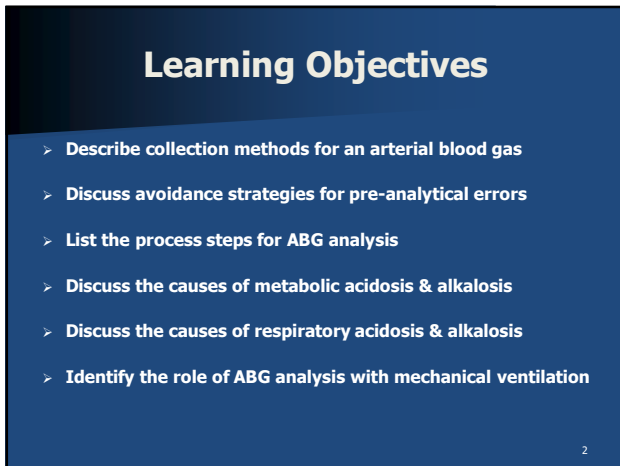 Learning Objectives
➢ Describe collection methods for an arterial blood gas
➢ Discuss avoidance strategies for pre-analytical errors
➢ List the process steps for ABG analysis
➢ Discuss the causes of metabolic acidosis & alkalosis
➢ Discuss the causes of respiratory acidosis & alkalosis
➢ Identify the role of ABG analysis with mechanical ventilation
2